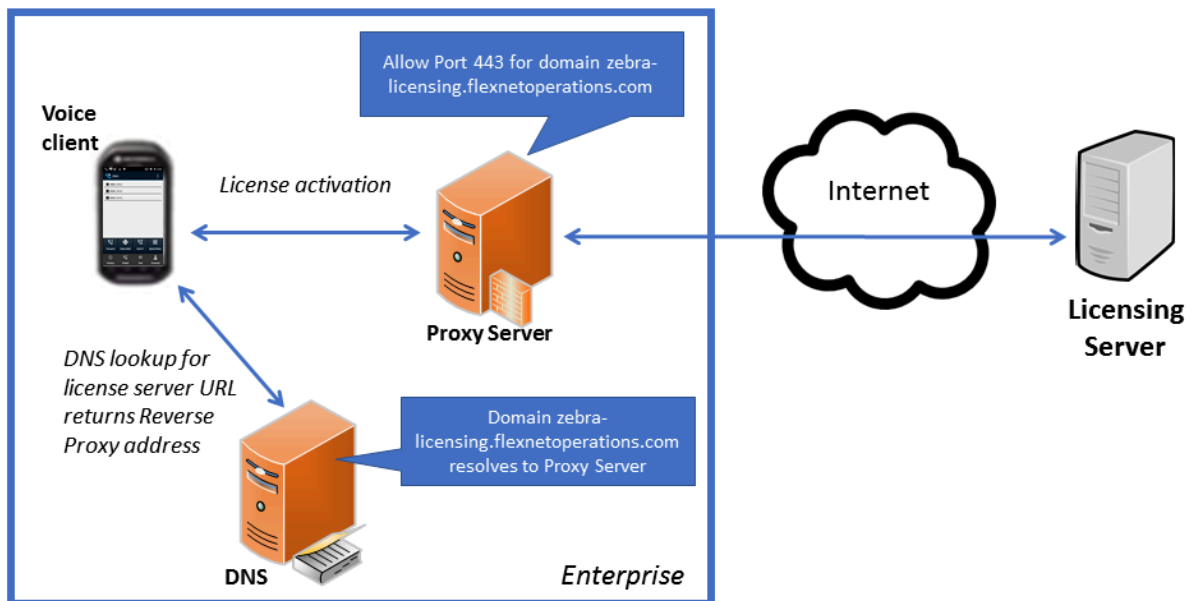 Allow Port 443 for domain zebra-
licensing.flexnetoperations.com
Voice
client
License activation
Internet
Proxy Server
Licensing
Server
DNS lookup for
license server URL
returns Reverse
Proxy address
Domain zebra-
licensing.flexnetoperations.com
resolves to Proxy Server
DNS
Enterprise